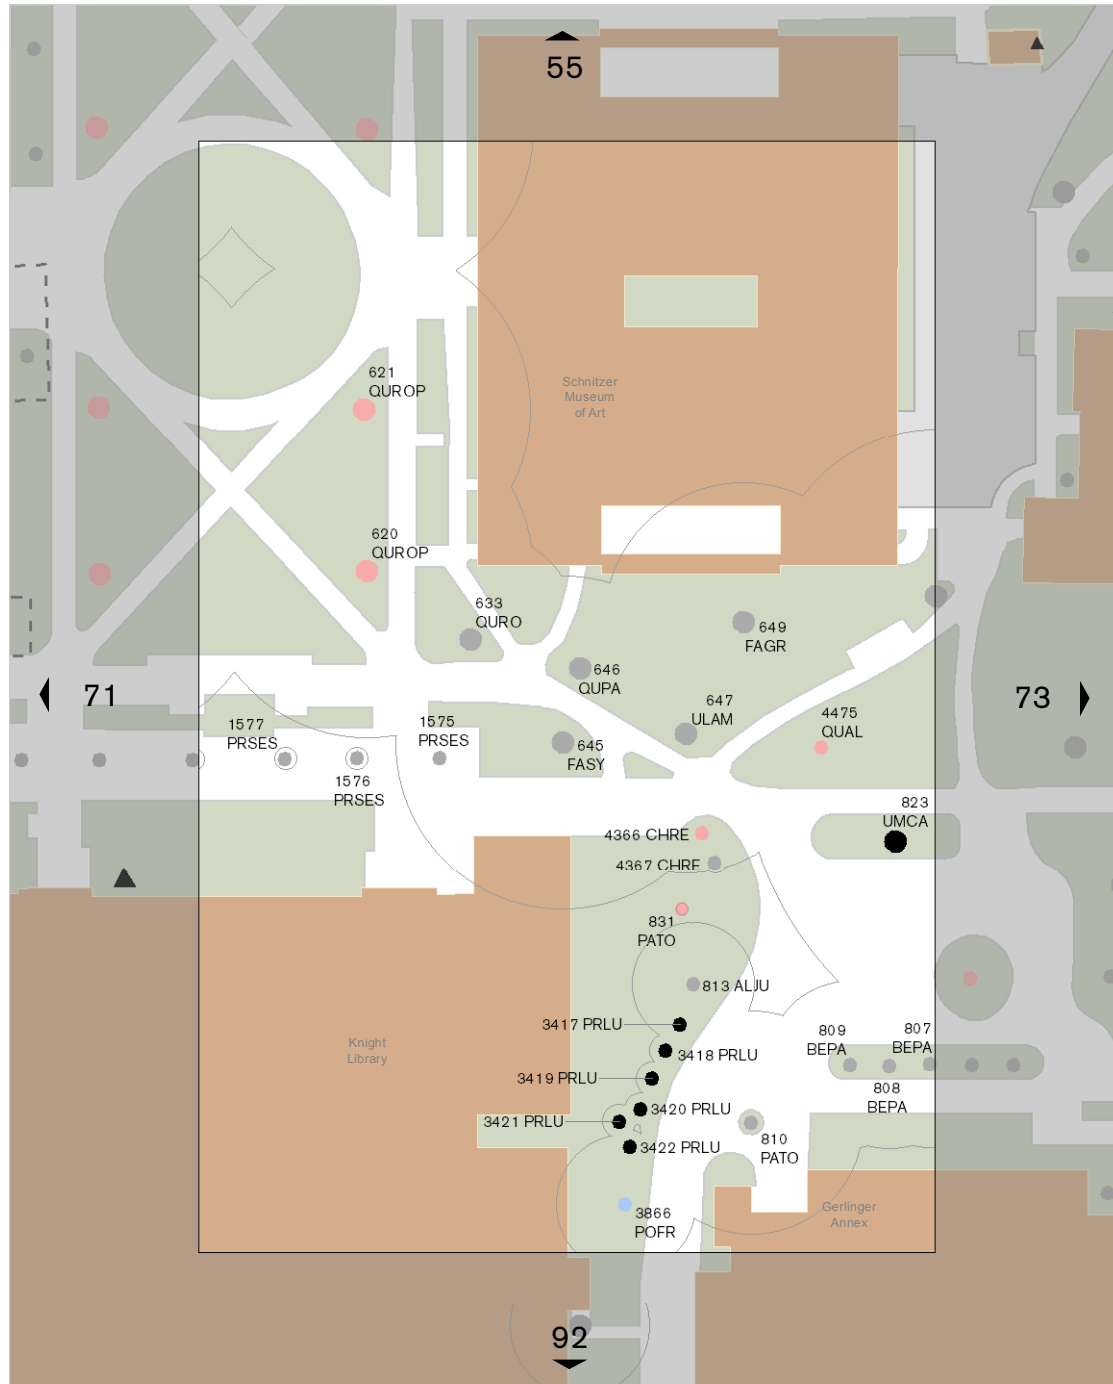 55
621
QUROP
Schnitzer
Museum
of Art
620
QUROP
633
QURO
649
FAGR
646
QUPA
71
73
647
ULAM
4475
QUAL
1577
PRSES
1575
PRSES
645
FASY
1576
PRSES
823
UMCA
4366 CHRE
4367 CHRE
831
PATO
813 ALJU
3417 PRLU
3418 PRLU
809
BEPA
807
BEPA
Knight
Library
3419 PRLU
808
BEPA
3420 PRLU
3421 PRLU
3422 PRLU
810
PATO
3866
POFR
Gerlinger
Annex
92